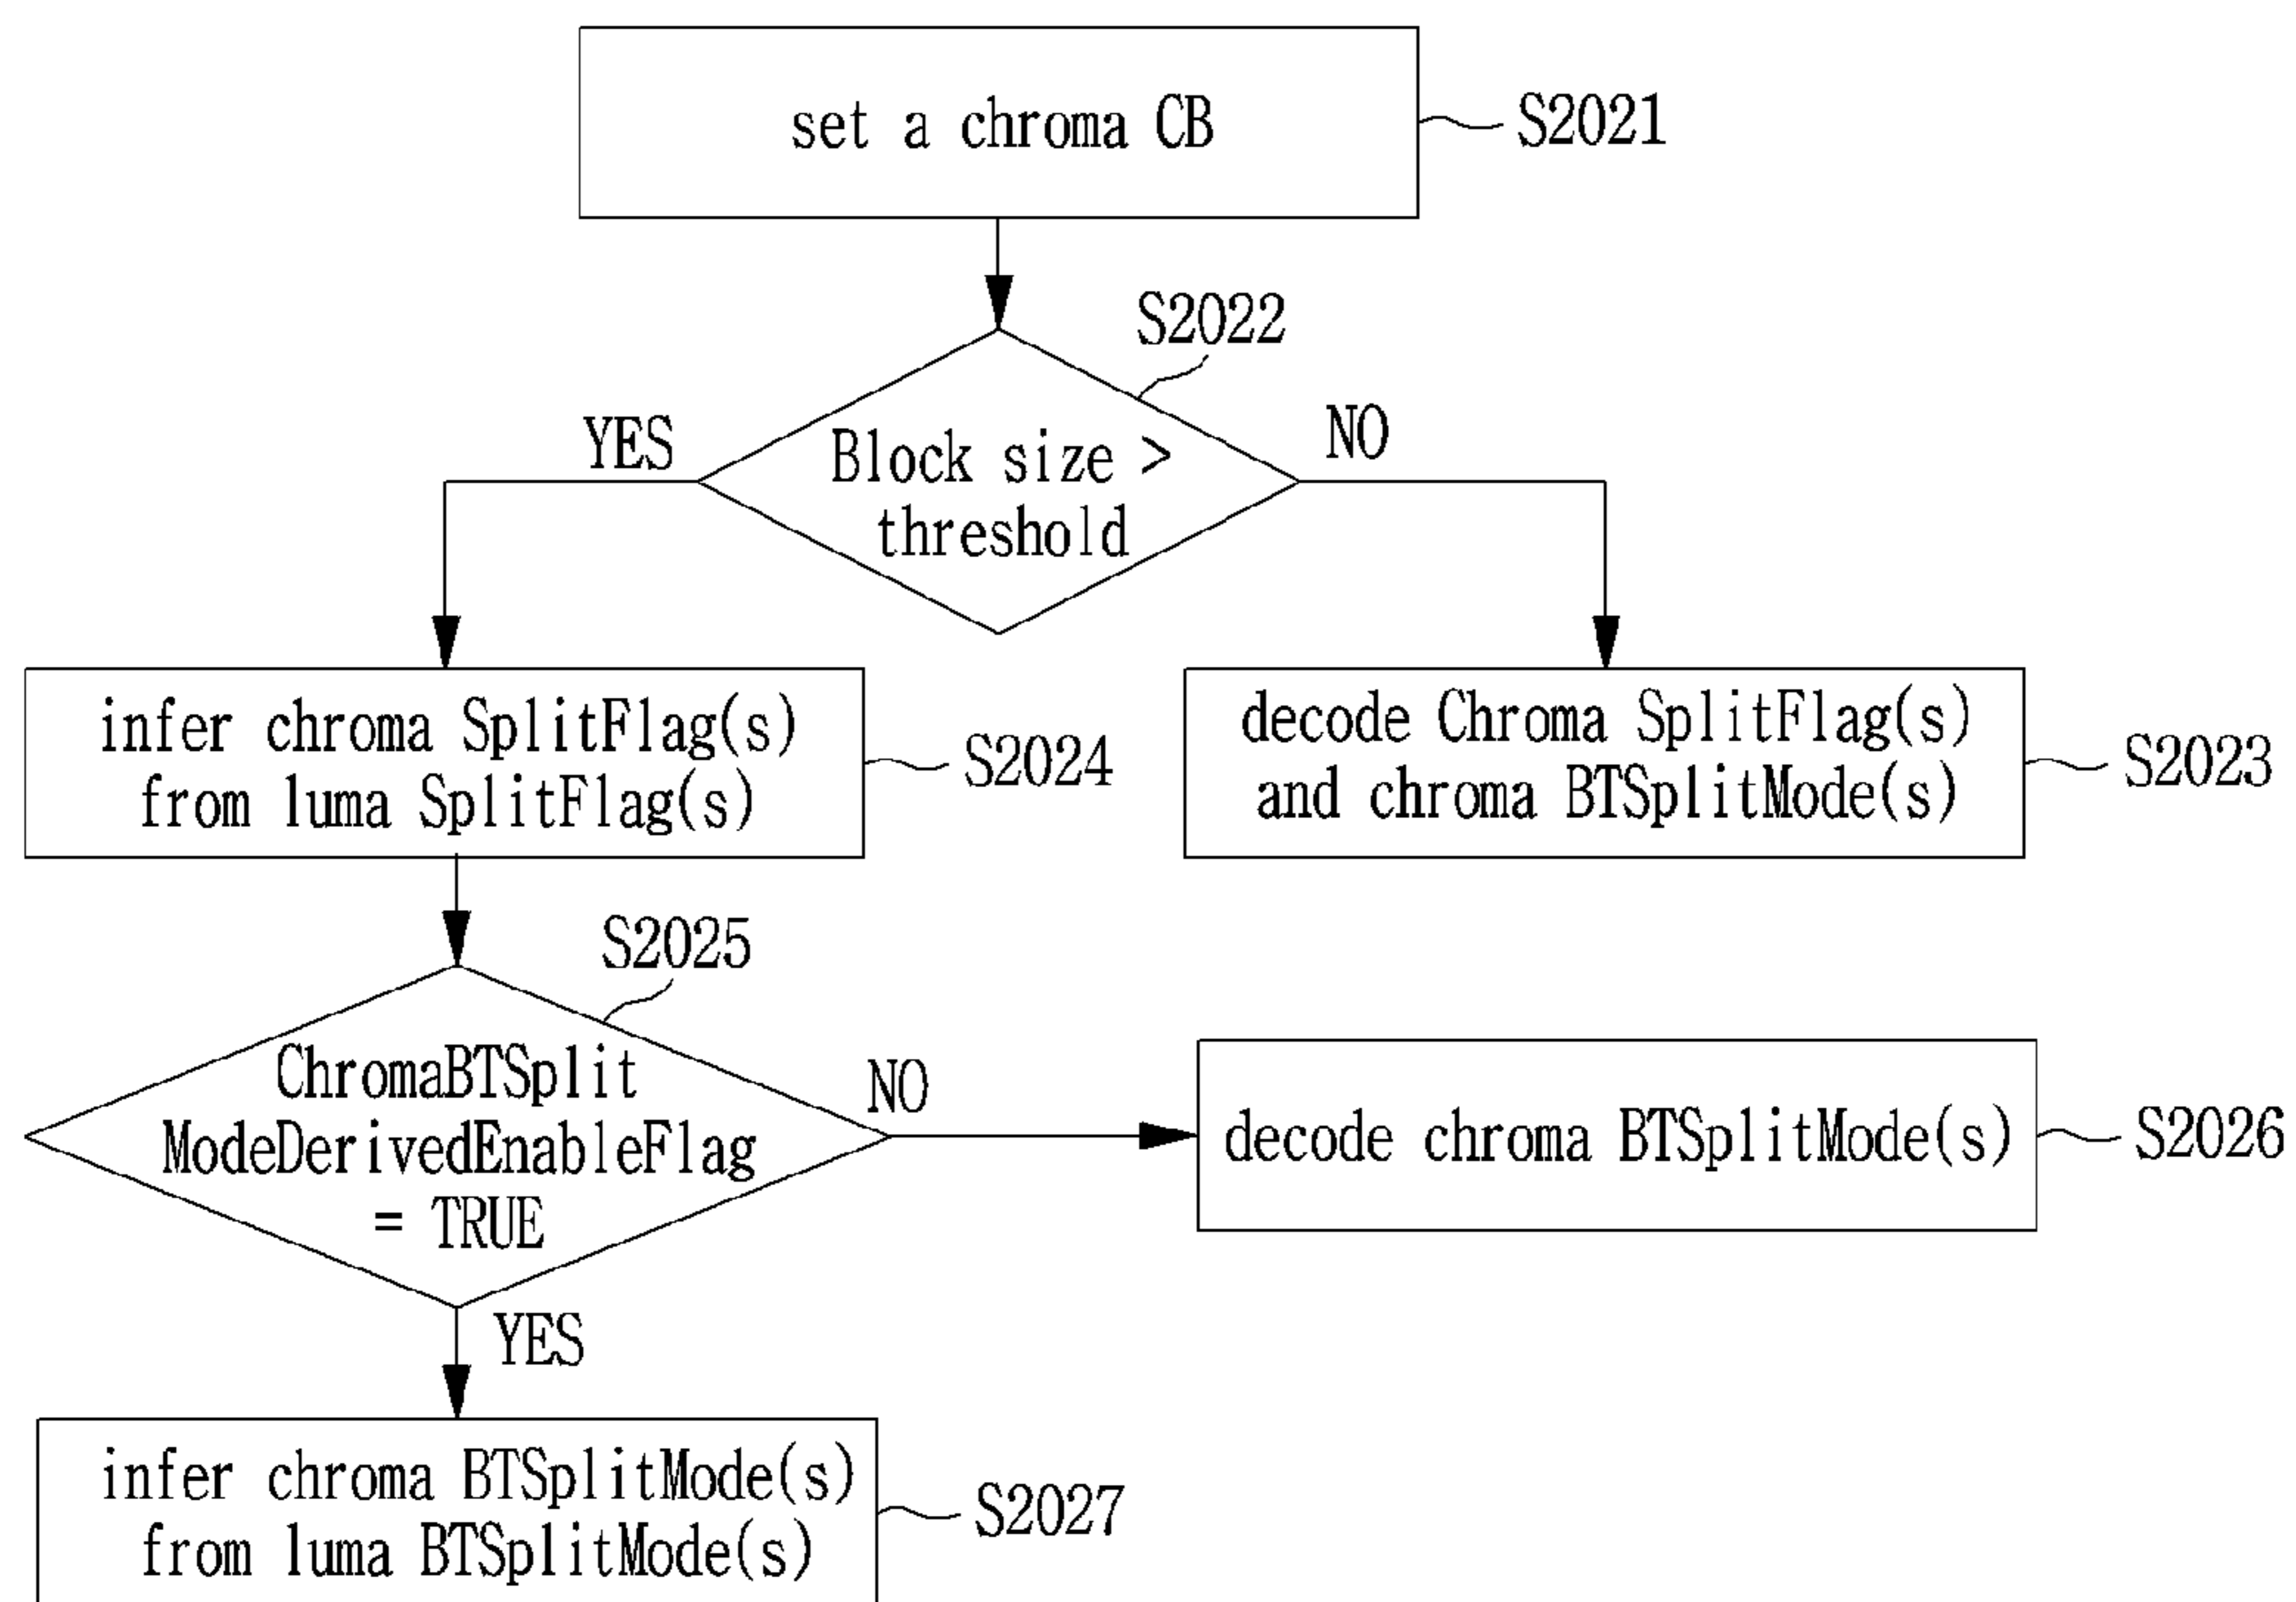 set a chroma CB
S2021
S2022
YES
NO
Block size >
threshold
infer chroma SplitFlag(s)
from luma SplitFlag(s)
S2024
decode Chroma SplitFlag(s)
and chroma BTSplitMode(s)
S2023
S2025
ChromaBTSplit
ModeDerivedEnableFlag
= TRUE
NO
decode chroma BTSplitMode(s)
S2026
YES
infer chroma BTSplitMode(s)
from luma BTSplitMode(s)
S2027